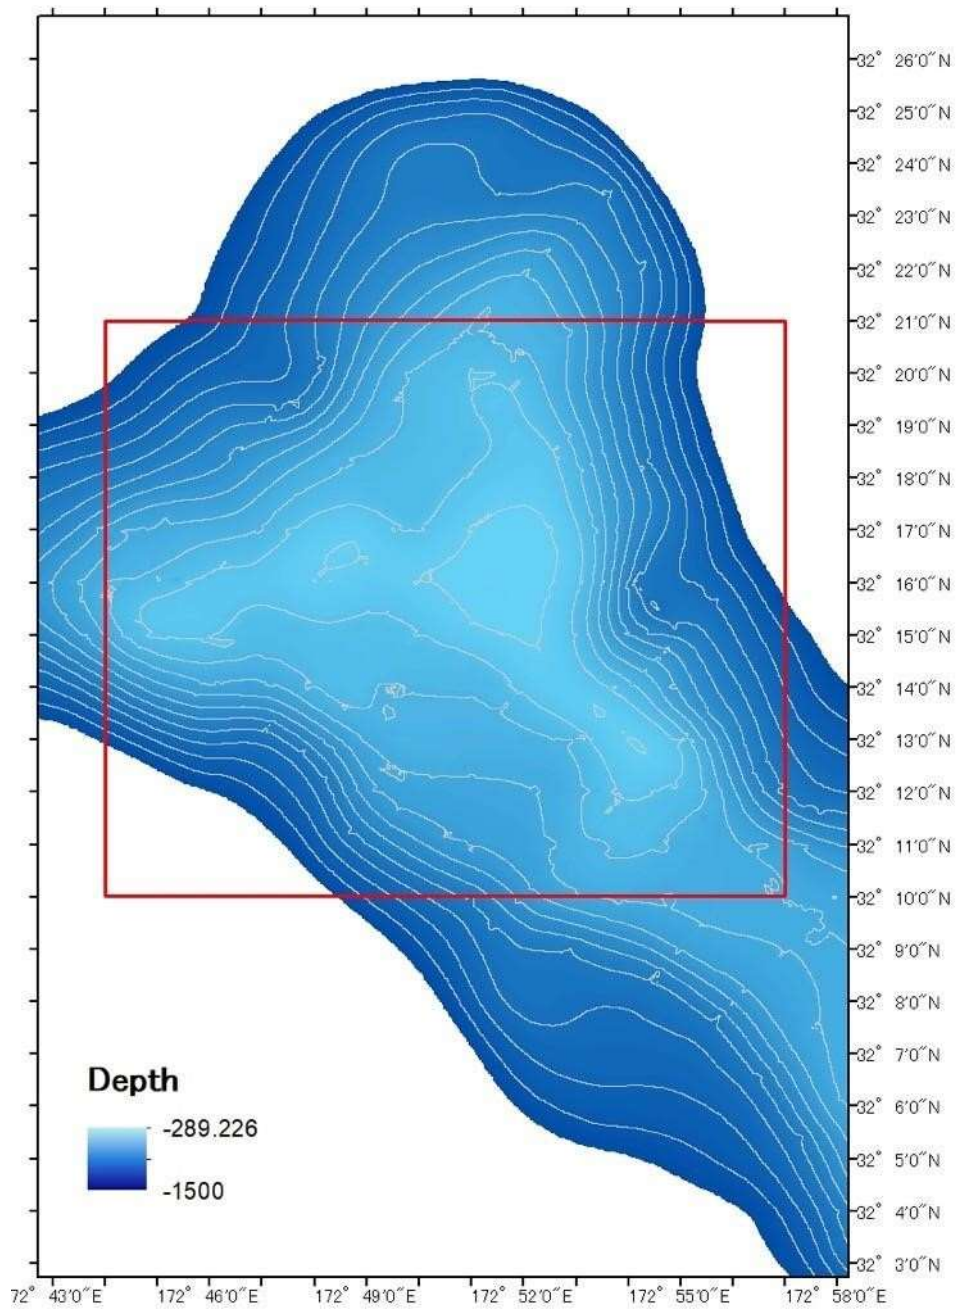 32° 26'0"N
32° 25'0"N
32° 24'0"N
32° 23'0"N
32° 22'0"N
32° 21'0"N
32° 20'0"N
32° 19'0"N
32° 18'0"N
32° 17'0"N
32° 16'0"N
32° 15'0"N
32° 14'0"N
32° 13'0"N
32° 12'0"N
32° 11'0"N
32° 10'0"N
32° 9'0"N
32° 8'0"N
32° 7'0"N
32° 6'0"N
32° 5'0"N
32° 4'0"N
32° 3'0"N
Depth
-289.226
-1500
72° 43'0"E 172° 46'0"E 172° 49'0"E 172° 52'0"E 172° 55'0"E 172° 58'0"E